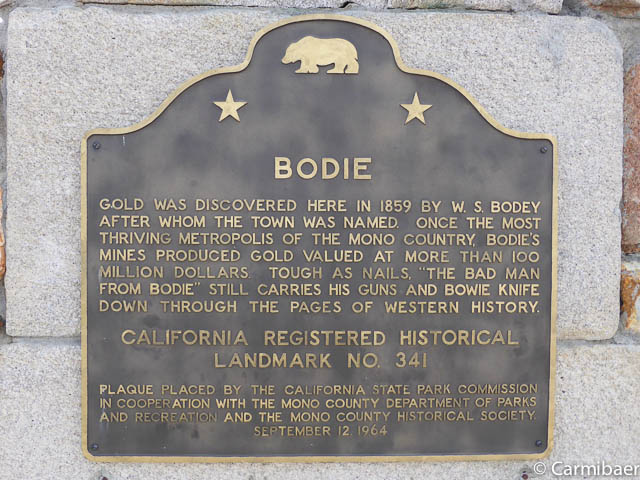 BODIE
GOLD WAS DISCOVERED HERE IN 1859 BY W. S. BODEY
AFTER WHOM THE TOWN WAS NAMED. ONCE THE MOST
THRIVING METROPOLIS OF THE MONO COUNTRY, BODIE'S
MINES PRODUCED GOLD VALUED AT MORE THAN 100
MILLION DOLLARS. TOUGH AS NAILS, "THE BAD MAN
FROM BODIE" STILL CARRIES HIS GUNS AND BOWIE KNIFE
DOWN THROUGH THE PAGES OF WESTERN HISTORY.
CALIFORNIA REGISTERED HISTORICAL
LANDMARK NO. 341
PLAQUE PLACED BY THE CALIFORNIA STATE PARK COMMISSION
IN COOPERATION WITH THE MONO COUNTY DEPARTMENT OF PARKS
AND RECREATION AND THE MONO COUNTY HISTORICAL SOCIETY.
SEPTEMBER 12, 1964
© Carmibaer